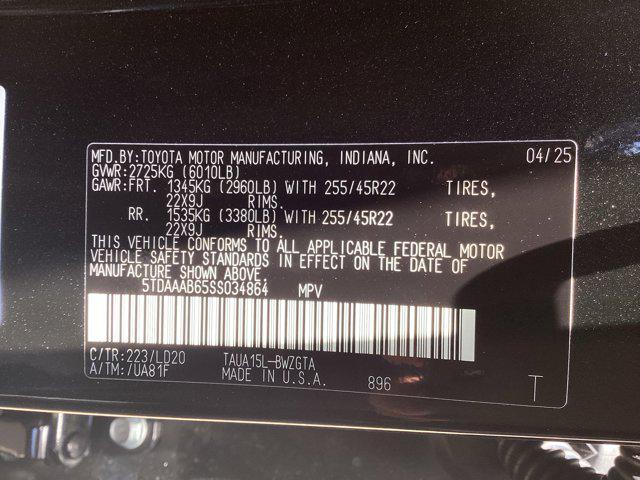 MFD.BY:TOYOTA MOTOR MANUFACTURING, INDIANA, INC. 04/25
GVWR:2725KG (6010LB)
GAWR:FRT. 1345KG (2960LB) WITH 255/45R22 TIRES,
22X9J RIMS.
RR. 1535KG (3380LB) WITH 255/45R22 TIRES,
22X9J RIMS.
THIS VEHICLE CONFORMS TO ALL APPLICABLE FEDERAL MOTOR
VEHICLE SAFETY STANDARDS IN EFFECT ON THE DATE OF
MANUFACTURE SHOWN ABOVE.
5TDAAAB65SS034864 MPV
C/TR:223/LD20 TAUA15L-BWZGTA
A/TM:/UA81F MADE IN U.S.A. 896 T